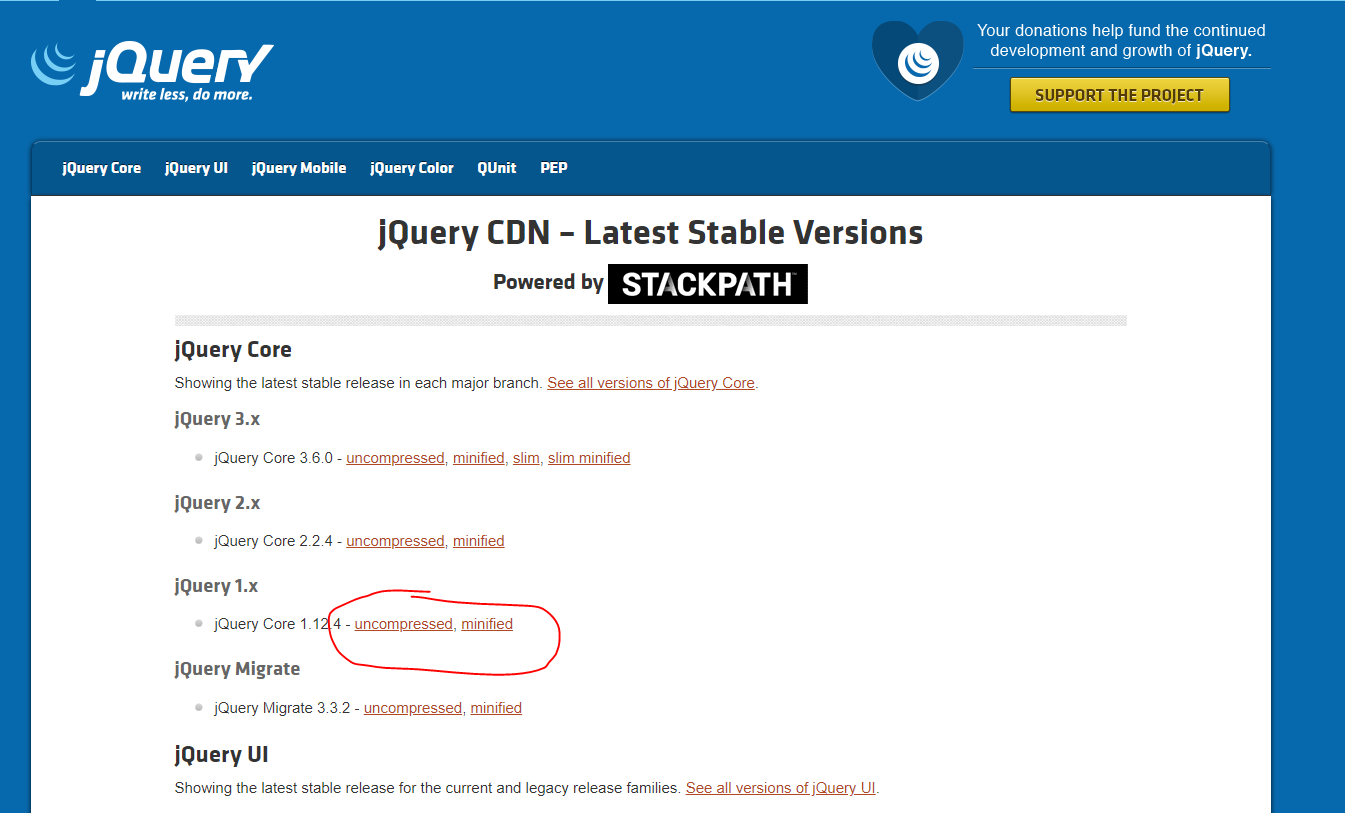 jQuery
write less, do more.
Your donations help fund the continued
development and growth of jQuery.
SUPPORT THE PROJECT
jQuery Core jQuery UI jQuery Mobile jQuery Color QUnit PEP
jQuery CDN – Latest Stable Versions
Powered by STACKPATH™
jQuery Core
Showing the latest stable release in each major branch. See all versions of jQuery Core.
jQuery 3.x
jQuery Core 3.6.0 - uncompressed, minified, slim, slim minified
jQuery 2.x
jQuery Core 2.2.4 - uncompressed, minified
jQuery 1.x
jQuery Core 1.12.4 - uncompressed, minified
jQuery Migrate
jQuery Migrate 3.3.2 - uncompressed, minified
jQuery UI
Showing the latest stable release for the current and legacy release families. See all versions of jQuery UI.